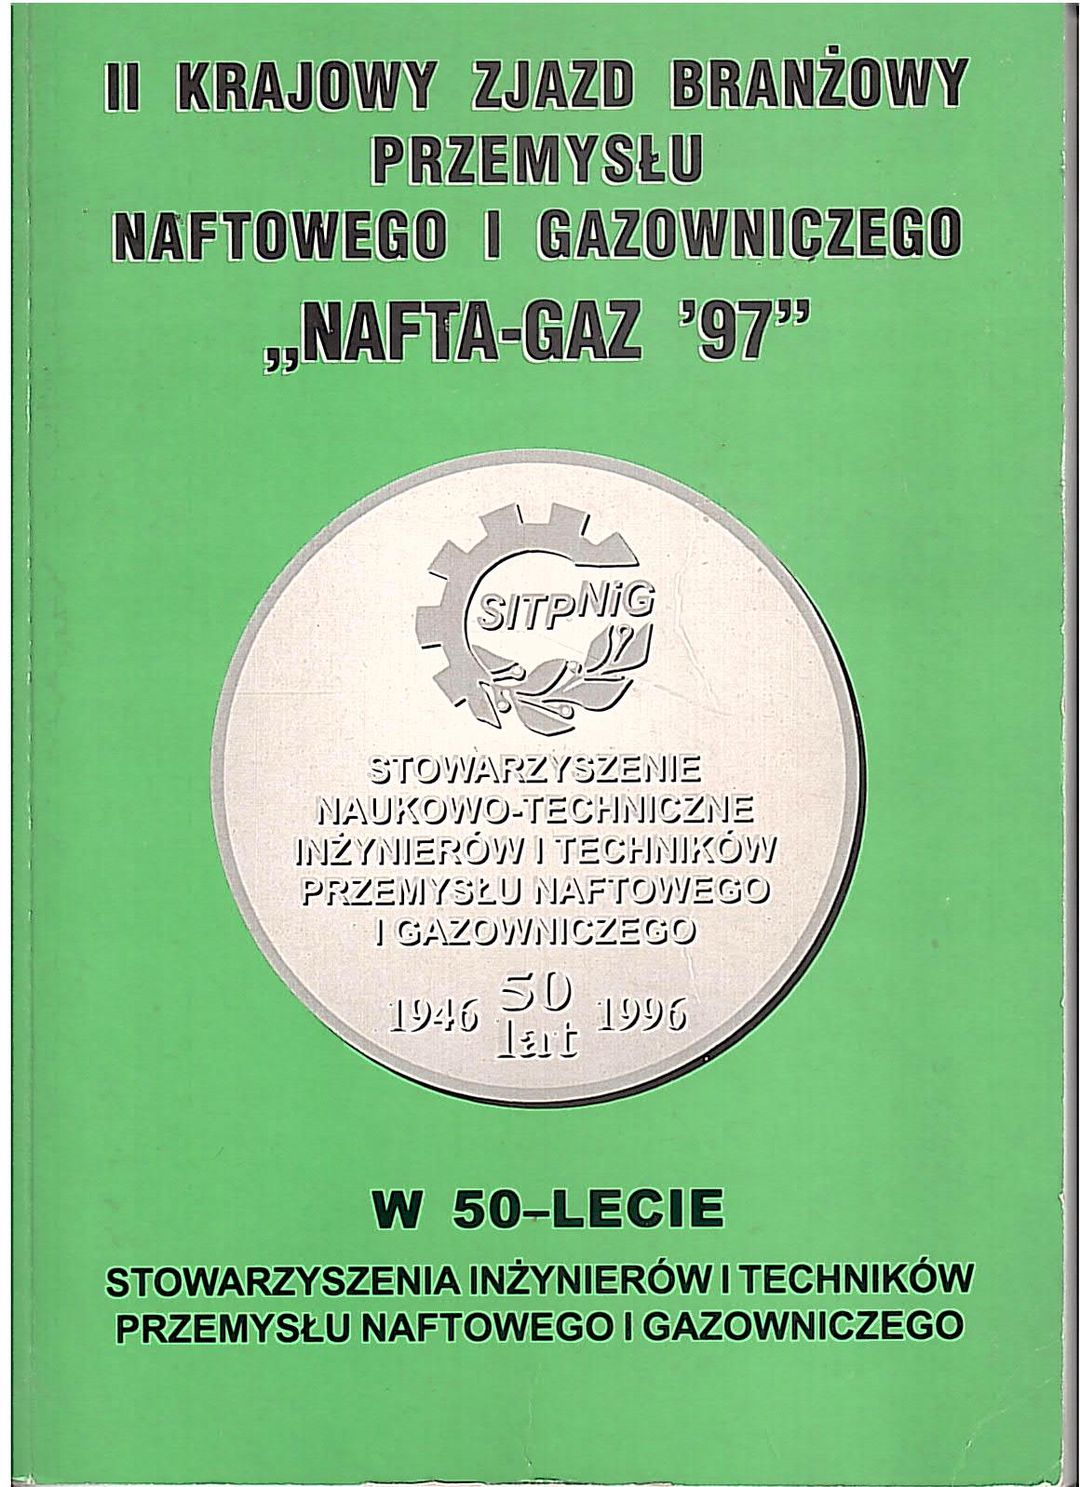 II KRAJOWY ZJAZD BRANŻOWY
PRZEMYSŁU
NAFTOWEGO I GAZOWNICZEGO
„NAFTA-GAZ ’97”
SITPNiG
STOWARZYSZENIE
NAUKOWO-TECHNICZNE
INŻYNIERÓW I TECHNIKÓW
PRZEMYSŁU NAFTOWEGO
I GAZOWNICZEGO
1946 50 lat 1996
W 50-LECIE
STOWARZYSZENIA INŻYNIERÓW I TECHNIKÓW
PRZEMYSŁU NAFTOWEGO I GAZOWNICZEGO